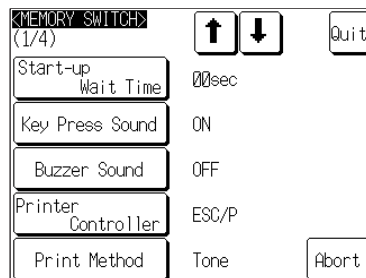 <MEMORY SWITCH>
(1/4)
Quit
Start-up
Wait Time
00sec
Key Press Sound
ON
Buzzer Sound
OFF
Printer
Controller
ESC/P
Print Method
Tone
Abort